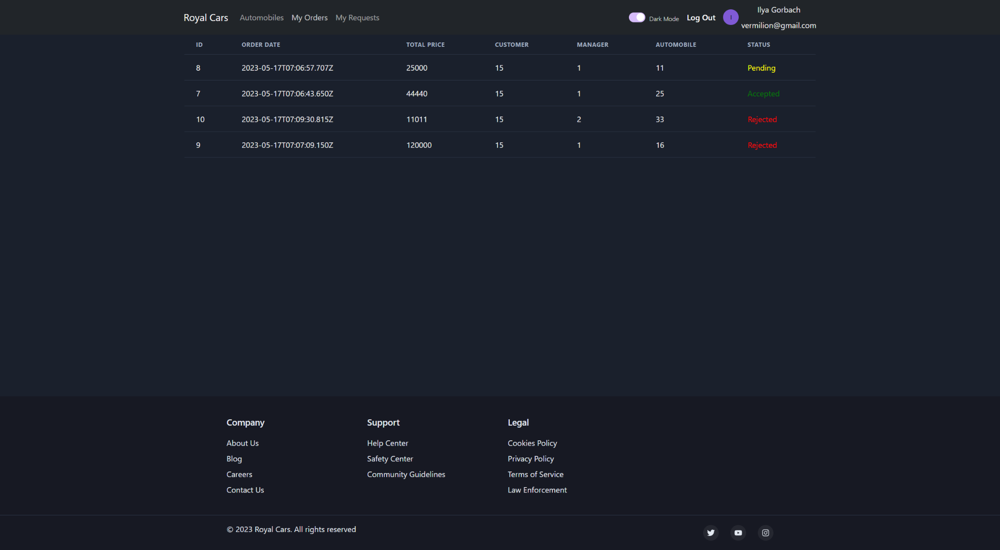 Royal Cars Automobiles My Orders My Requests Dark Mode Log Out I Ilya Gorbach
vermilion@gmail.com
ID ORDER DATE TOTAL PRICE CUSTOMER MANAGER AUTOMOBILE STATUS
8 2023-05-17T07:06:57.707Z 25000 15 1 11 Pending
7 2023-05-17T07:06:43.650Z 44440 15 1 25 Accepted
10 2023-05-17T07:09:30.815Z 11011 15 2 33 Rejected
9 2023-05-17T07:07:09.150Z 120000 15 1 16 Rejected
Company
About Us
Blog
Careers
Contact Us
Support
Help Center
Safety Center
Community Guidelines
Legal
Cookies Policy
Privacy Policy
Terms of Service
Law Enforcement
© 2023 Royal Cars. All rights reserved